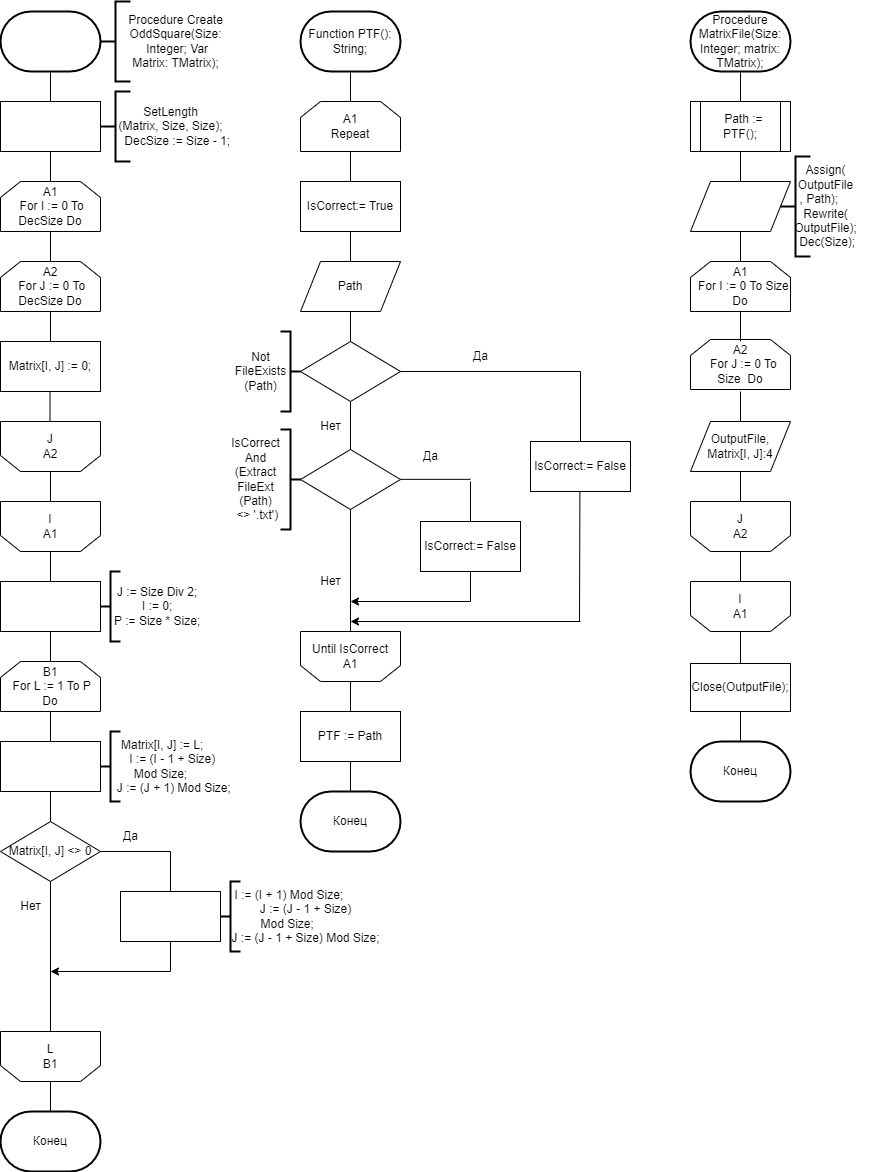 Procedure Create
OddSquare(Size:
Integer; Var
Matrix: TMatrix);
SetLength
(Matrix, Size, Size);
DecSize := Size - 1;
A1
For I := 0 To
DecSize Do
A2
For J := 0 To
DecSize Do
Matrix[I, J] := 0;
J
A2
I
A1
J := Size Div 2;
I := 0;
P := Size * Size;
B1
For L := 1 To P
Do
Matrix[I, J] := L;
I := (I - 1 + Size)
Mod Size;
J := (J + 1) Mod Size;
Matrix[I, J] <> 0
Да
Нет
I := (I + 1) Mod Size;
J := (J - 1 + Size)
Mod Size;
J := (J - 1 + Size) Mod Size;
L
B1
Конец
Function PTF():
String;
A1
Repeat
IsCorrect:= True
Path
Not
FileExists
(Path)
Да
Нет
IsCorrect:= False
IsCorrect
And
(Extract
FileExt
(Path)
<> '.txt')
Да
IsCorrect:= False
Нет
Until IsCorrect
A1
PTF := Path
Конец
Procedure
MatrixFile(Size:
Integer; matrix:
TMatrix);
Path :=
PTF();
Assign(
OutputFile
, Path);
Rewrite(
OutputFile);
Dec(Size);
A1
For I := 0 To Size
Do
A2
For J := 0 To
Size Do
OutputFile,
Matrix[I, J]:4
J
A2
I
A1
Close(OutputFile);
Конец